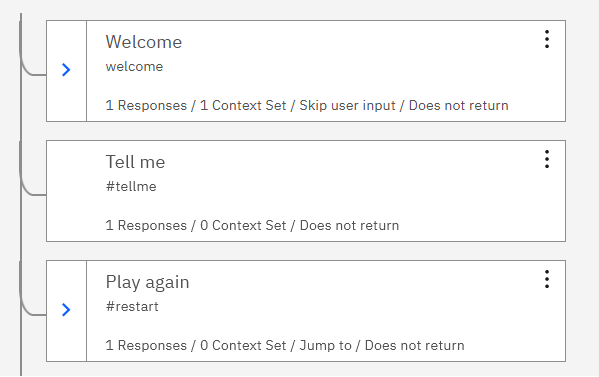 Welcome
welcome
1 Responses / 1 Context Set / Skip user input / Does not return
Tell me
#tellme
1 Responses / 0 Context Set / Does not return
Play again
#restart
1 Responses / 0 Context Set / Jump to / Does not return